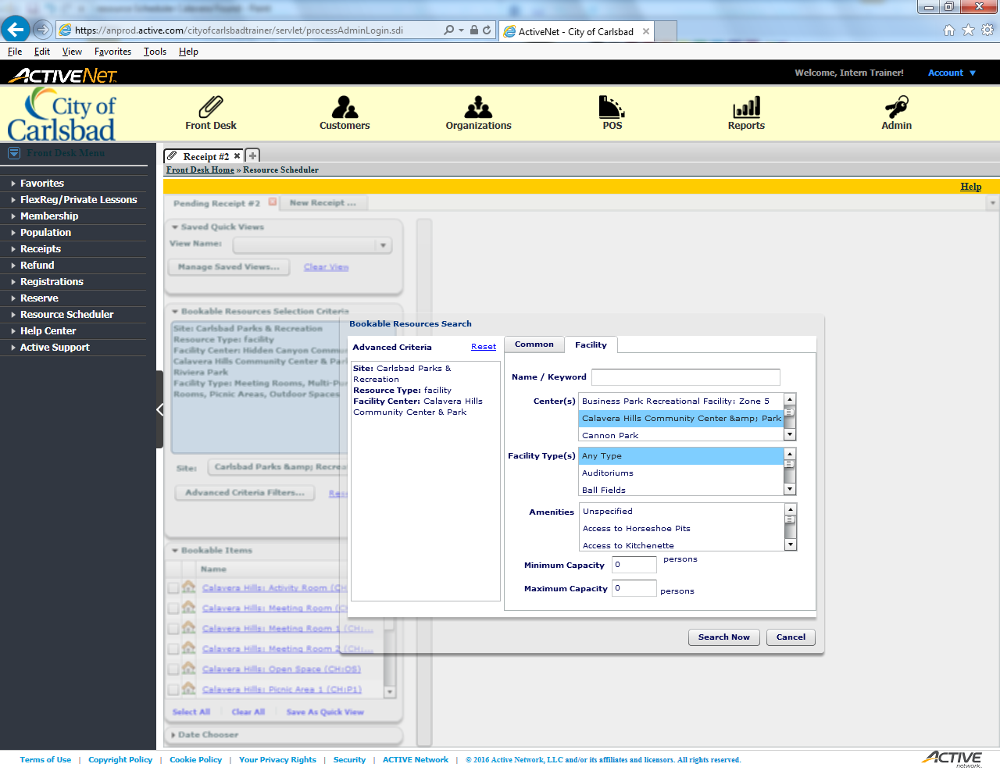 https://anprod.active.com/cityofcarlsbadtrainer/servlet/processAdminLogin.sdi
ActiveNet - City of Carlsbad
File Edit View Favorites Tools Help
ACTIVENET
Welcome, Intern Trainer! Account
City of
Carlsbad
Front Desk Customers Organizations POS Reports Admin
Front Desk Menu
Receipt #2
Front Desk Home » Resource Scheduler
Help
Favorites
FlexReg/Private Lessons
Membership
Population
Receipts
Refund
Registrations
Reserve
Resource Scheduler
Help Center
Active Support
Pending Receipt #2 New Receipt ...
Saved Quick Views
View Name:
Manage Saved Views... Clear View
Bookable Resources Selection Criteria
Site: Carlsbad Parks & Recreation
Resource Type: facility
Facility Center: Hidden Canyon Commu
Calavera Hills Community Center & Par
Riviera Park
Facility Type: Meeting Rooms, Multi-Pu
Rooms, Picnic Areas, Outdoor Spaces
Site: Carlsbad Parks &amp; Recrea
Advanced Criteria Filters... Res
Bookable Items
Name
Calavera Hills: Activity Room (CH
Calavera Hills: Meeting Room (C
Calavera Hills: Meeting Room 1 (CH:...
Calavera Hills: Meeting Room 2 (CH:...
Calavera Hills: Open Space (CH:OS)
Calavera Hills: Picnic Area 1 (CH:P1)
Select All Clear All Save As Quick View
Date Chooser
Bookable Resources Search
Advanced Criteria Reset
Site: Carlsbad Parks &
Recreation
Resource Type: facility
Facility Center: Calavera Hills
Community Center & Park
Common Facility
Name / Keyword
Center(s) Business Park Recreational Facility: Zone 5
Calavera Hills Community Center &amp; Park
Cannon Park
Facility Type(s) Any Type
Auditoriums
Ball Fields
Amenities Unspecified
Access to Horseshoe Pits
Access to Kitchenette
Minimum Capacity 0 persons
Maximum Capacity 0 persons
Search Now Cancel
Terms of Use | Copyright Policy | Cookie Policy | Your Privacy Rights | Security | ACTIVE Network | © 2016 Active Network, LLC and/or its affiliates and licensors. All rights reserved.
ACTIVE
network